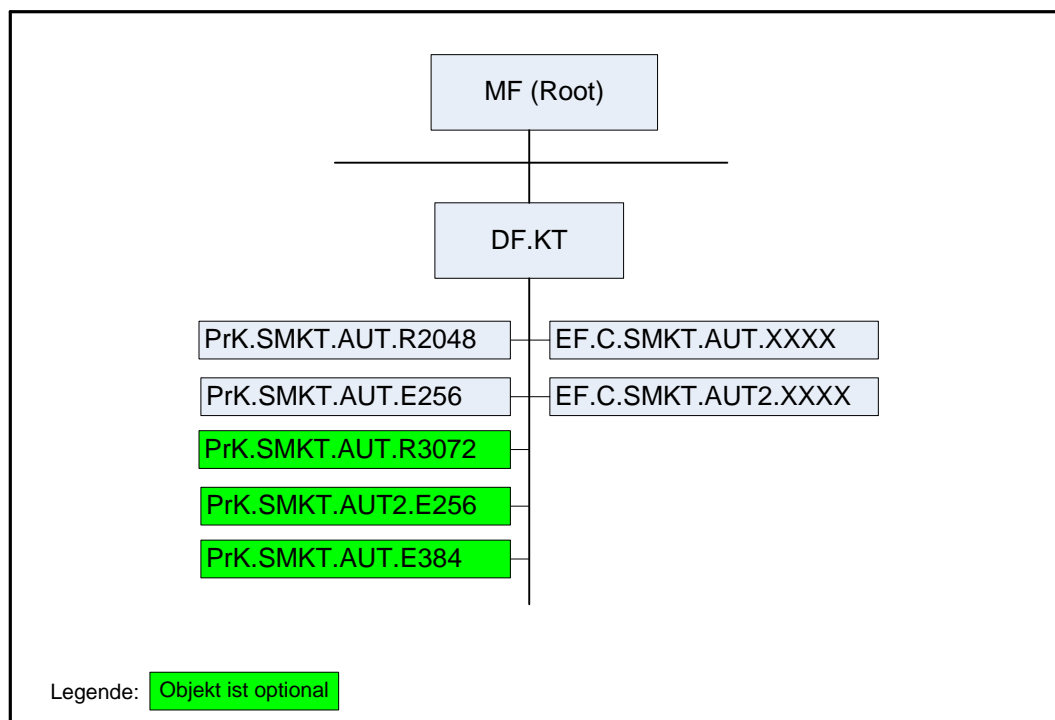 MF (Root)
DF.KT
PrK.SMKT.AUT.R2048
EF.C.SMKT.AUT.XXXX
PrK.SMKT.AUT.E256
EF.C.SMKT.AUT2.XXXX
PrK.SMKT.AUT.R3072
PrK.SMKT.AUT2.E256
PrK.SMKT.AUT.E384
Legende: Objekt ist optional